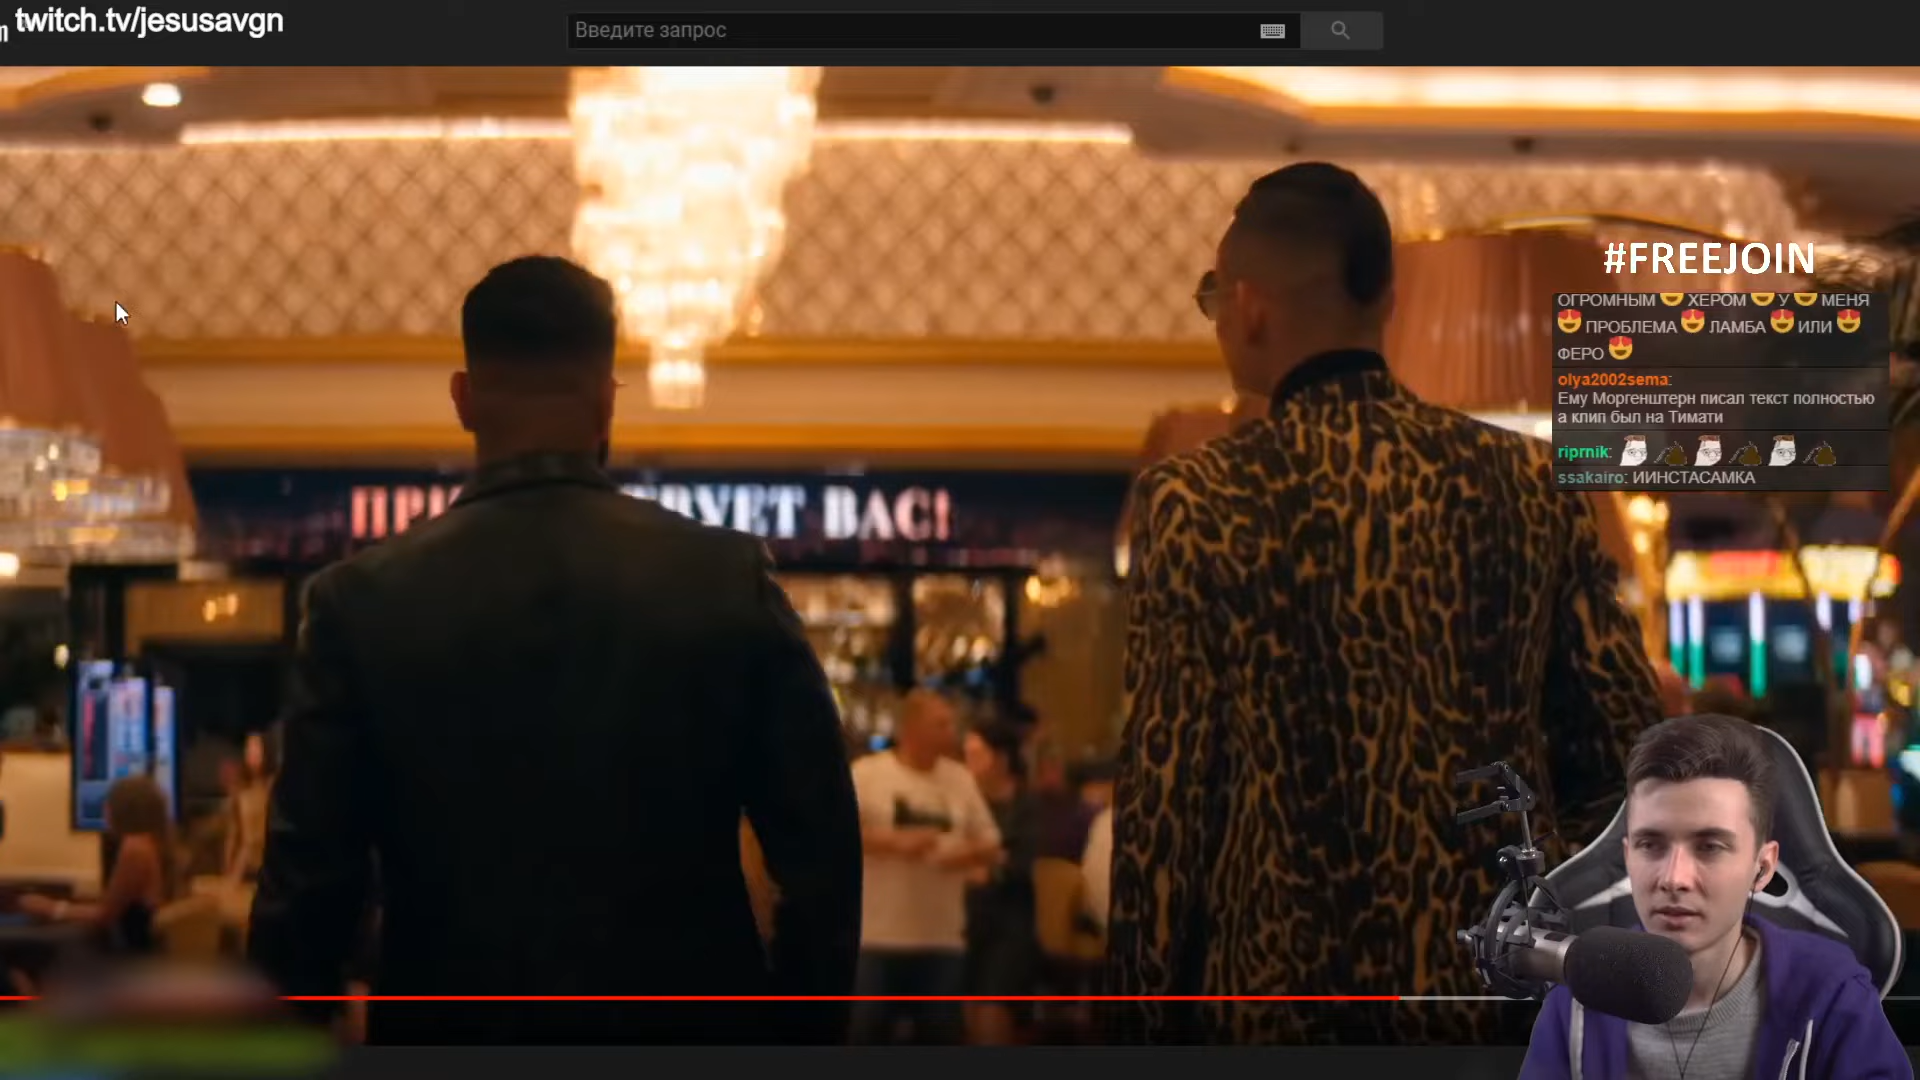 twitch.tv/jesusavgn
Введите запрос
#FREEJOIN
ОГРОМНЫМ ХЕРОМ У МЕНЯ
ПРОБЛЕМА ЛАМБА ИЛИ
ФЕРО
olya2002sema:
Ему Моргенштерн писал текст полностью
а клип был на Тимати
riprnik:
ssakairo: ИИНСТАСАМКА
ВАС!